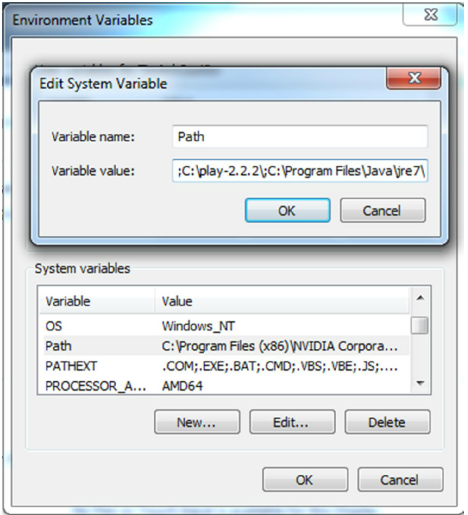 Environment Variables
Edit System Variable
Variable name:
Path
Variable value:
;C:\play-2.2.2\;C:\Program Files\Java\jre7\
OK
Cancel
System variables
Variable Value
OS Windows_NT
Path C:\Program Files (x86)\NVIDIA Corpora...
PATHEXT .COM;.EXE;.BAT;.CMD;.VBS;.VBE;.JS;....
PROCESSOR_A... AMD64
New...
Edit...
Delete
OK
Cancel